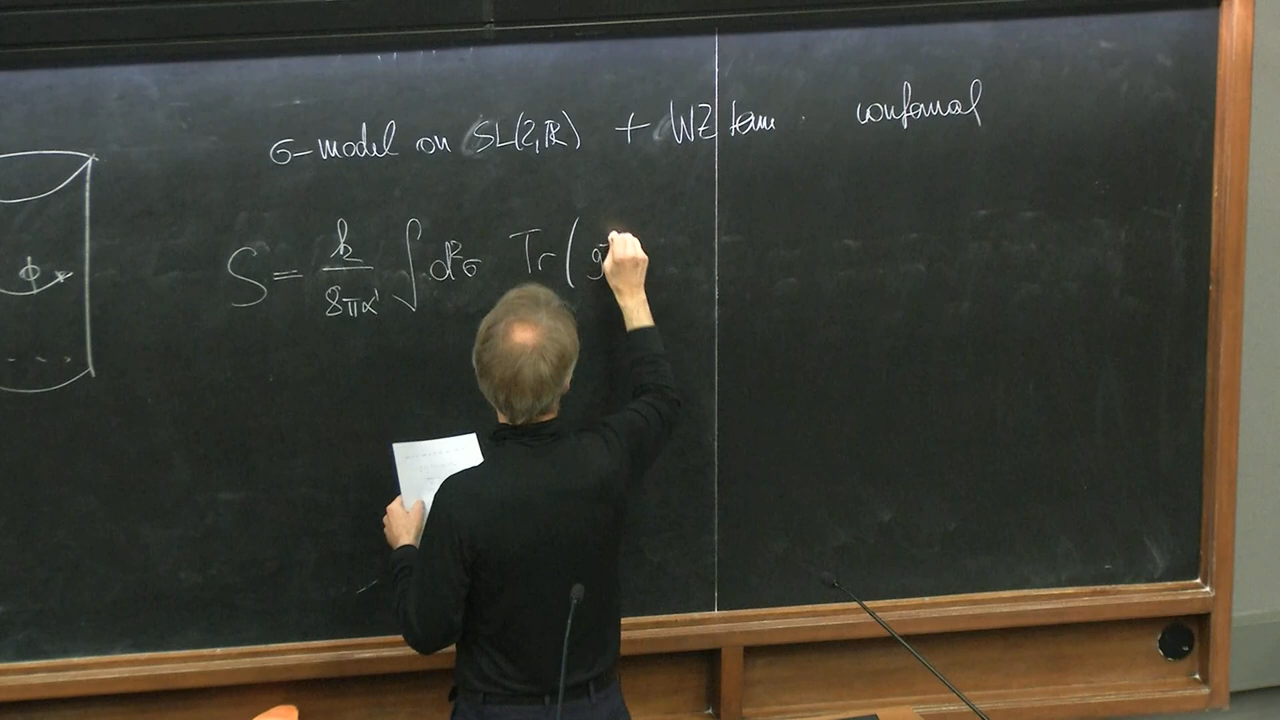 σ-model on SL(2,ℝ) + WZ term. conformal
S = k/8πα' ∫ d²σ Tr ( g
ϕ